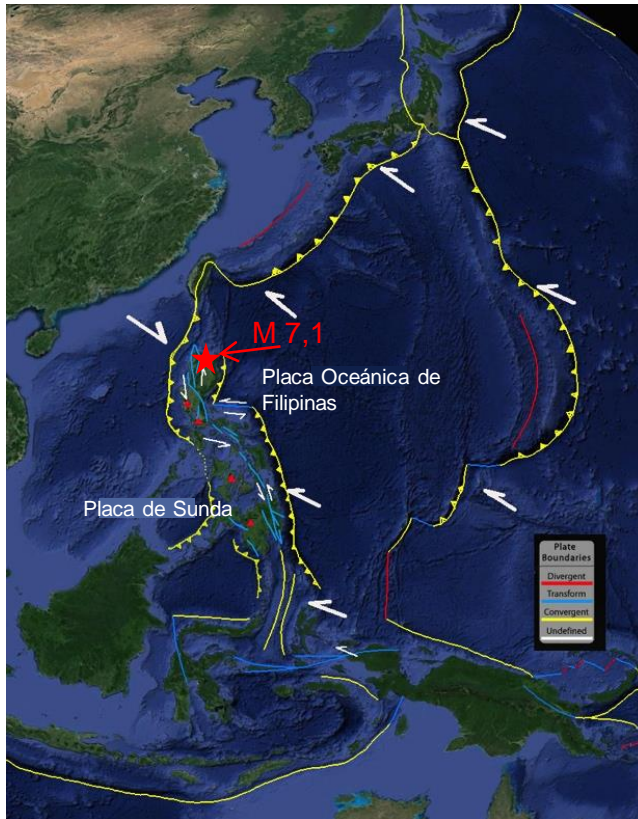 M 7,1
Placa Oceánica de
Filipinas
Placa de Sunda
Plate
Boundaries
Divergent
Transform
Convergent
Undefined